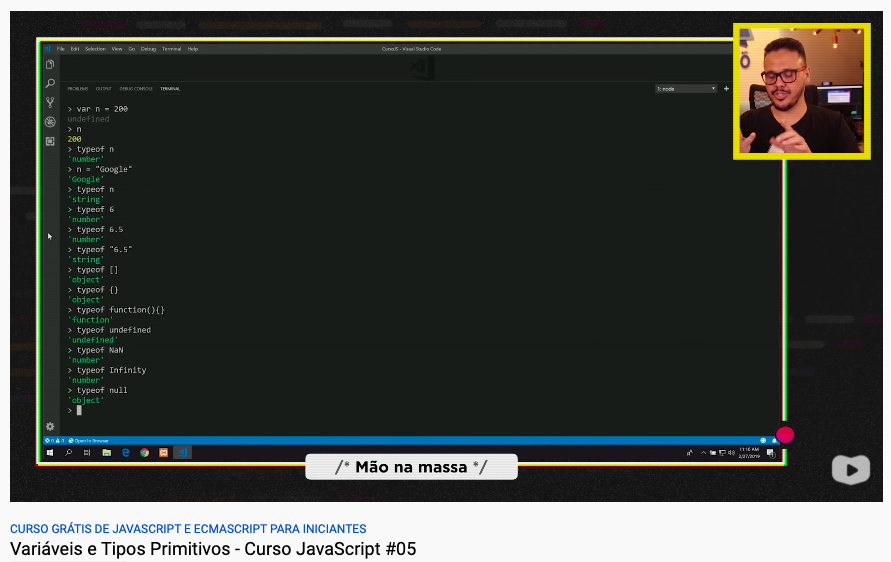 File Edit Selection View Go Debug Terminal Help
CursoJS - Visual Studio Code
PROBLEMS OUTPUT DEBUG CONSOLE TERMINAL
1: node
> var n = 200
undefined
> n
200
> typeof n
'number'
> n = "Google"
'Google'
> typeof n
'string'
> typeof 6
'number'
> typeof 6.5
'number'
> typeof "6.5"
'string'
> typeof []
'object'
> typeof {}
'object'
> typeof function(){}
'function'
> typeof undefined
'undefined'
> typeof NaN
'number'
> typeof Infinity
'number'
> typeof null
'object'
>
0 0 Open In Browser
11:16 AM
2/27/2019
/* Mão na massa */
CURSO GRÁTIS DE JAVASCRIPT E ECMASCRIPT PARA INICIANTES
Variáveis e Tipos Primitivos - Curso JavaScript #05